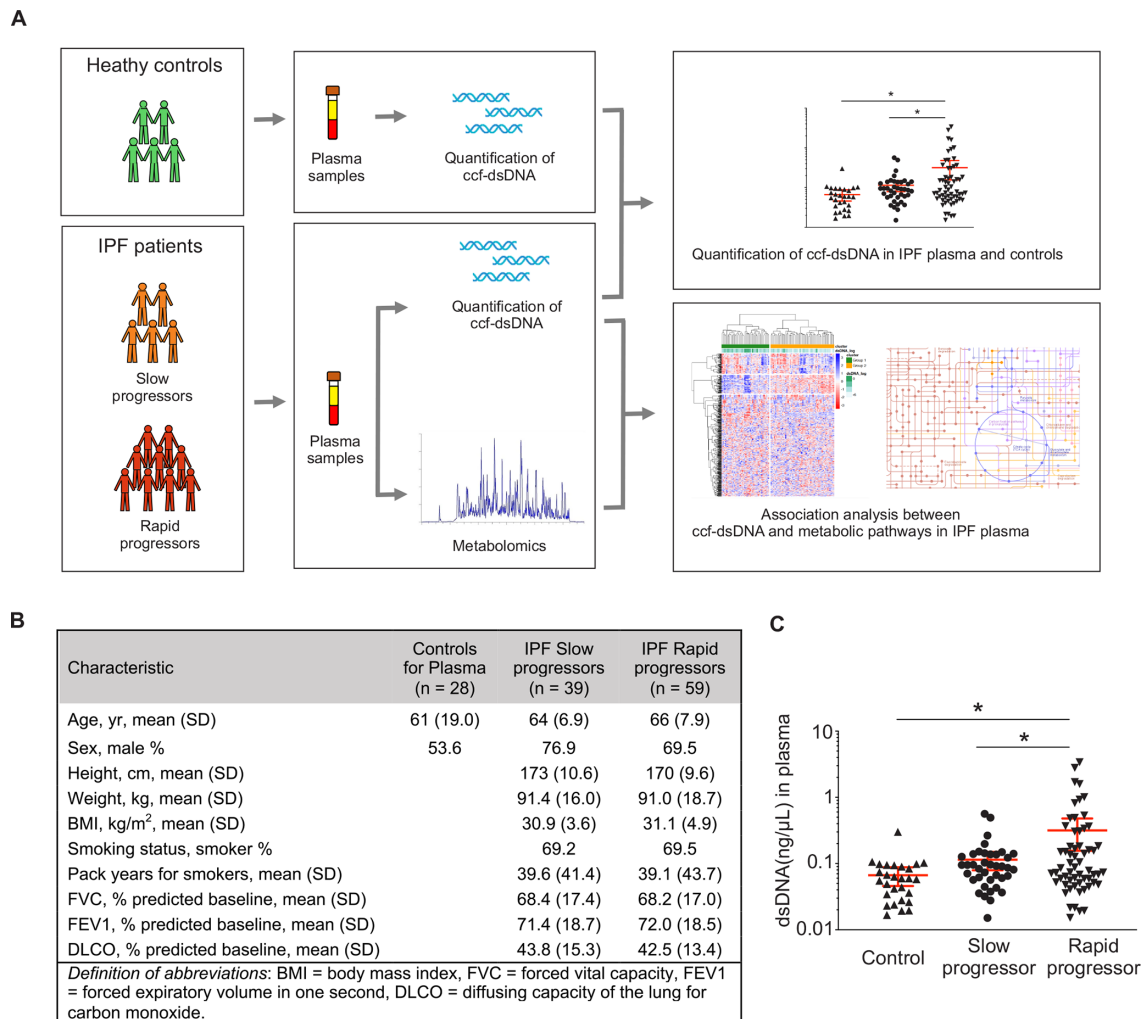 A
Heathy controls
Plasma
samples
Quantification of
ccf-dsDNA
*
*
Quantification of ccf-dsDNA in IPF plasma and controls
IPF patients
Slow
progressors
Rapid
progressors
Plasma
samples
Quantification of
ccf-dsDNA
Metabolomics
cluster
dsDNA_log
cluster
Group 1
Group 2
dsDNA_log
Association analysis between
ccf-dsDNA and metabolic pathways in IPF plasma
B
Characteristic Controls for Plasma (n = 28) IPF Slow progressors (n = 39) IPF Rapid progressors (n = 59)
Age, yr, mean (SD) 61 (19.0) 64 (6.9) 66 (7.9)
Sex, male % 53.6 76.9 69.5
Height, cm, mean (SD) 173 (10.6) 170 (9.6)
Weight, kg, mean (SD) 91.4 (16.0) 91.0 (18.7)
BMI, kg/m², mean (SD) 30.9 (3.6) 31.1 (4.9)
Smoking status, smoker % 69.2 69.5
Pack years for smokers, mean (SD) 39.6 (41.4) 39.1 (43.7)
FVC, % predicted baseline, mean (SD) 68.4 (17.4) 68.2 (17.0)
FEV1, % predicted baseline, mean (SD) 71.4 (18.7) 72.0 (18.5)
DLCO, % predicted baseline, mean (SD) 43.8 (15.3) 42.5 (13.4)
Definition of abbreviations: BMI = body mass index, FVC = forced vital capacity, FEV1
= forced expiratory volume in one second, DLCO = diffusing capacity of the lung for
carbon monoxide.
C
dsDNA(ng/µL) in plasma
10
1
0.1
0.01
*
*
Control
Slow
progressor
Rapid
progressor